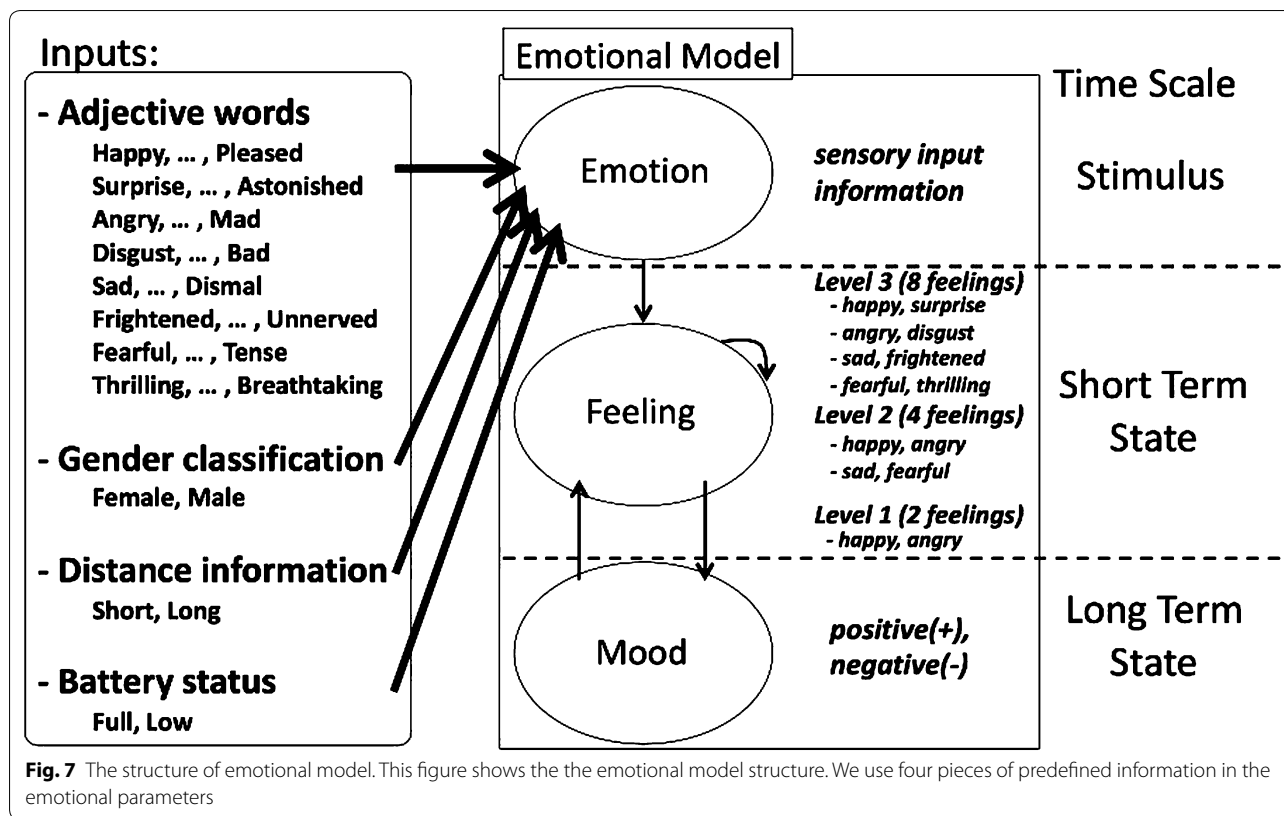 Inputs:
- Adjective words
Happy, ... , Pleased
Surprise, ... , Astonished
Angry, ... , Mad
Disgust, ... , Bad
Sad, ... , Dismal
Frightened, ... , Unnerved
Fearful, ... , Tense
Thrilling, ... , Breathtaking
- Gender classification
Female, Male
- Distance information
Short, Long
- Battery status
Full, Low
Emotional Model
Emotion
sensory input
information
Feeling
Level 3 (8 feelings)
- happy, surprise
- angry, disgust
- sad, frightened
- fearful, thrilling
Level 2 (4 feelings)
- happy, angry
- sad, fearful
Level 1 (2 feelings)
- happy, angry
Mood
positive(+),
negative(-)
Time Scale
Stimulus
Short Term
State
Long Term
State
Fig. 7 The structure of emotional model. This figure shows the the emotional model structure. We use four pieces of predefined information in the
emotional parameters